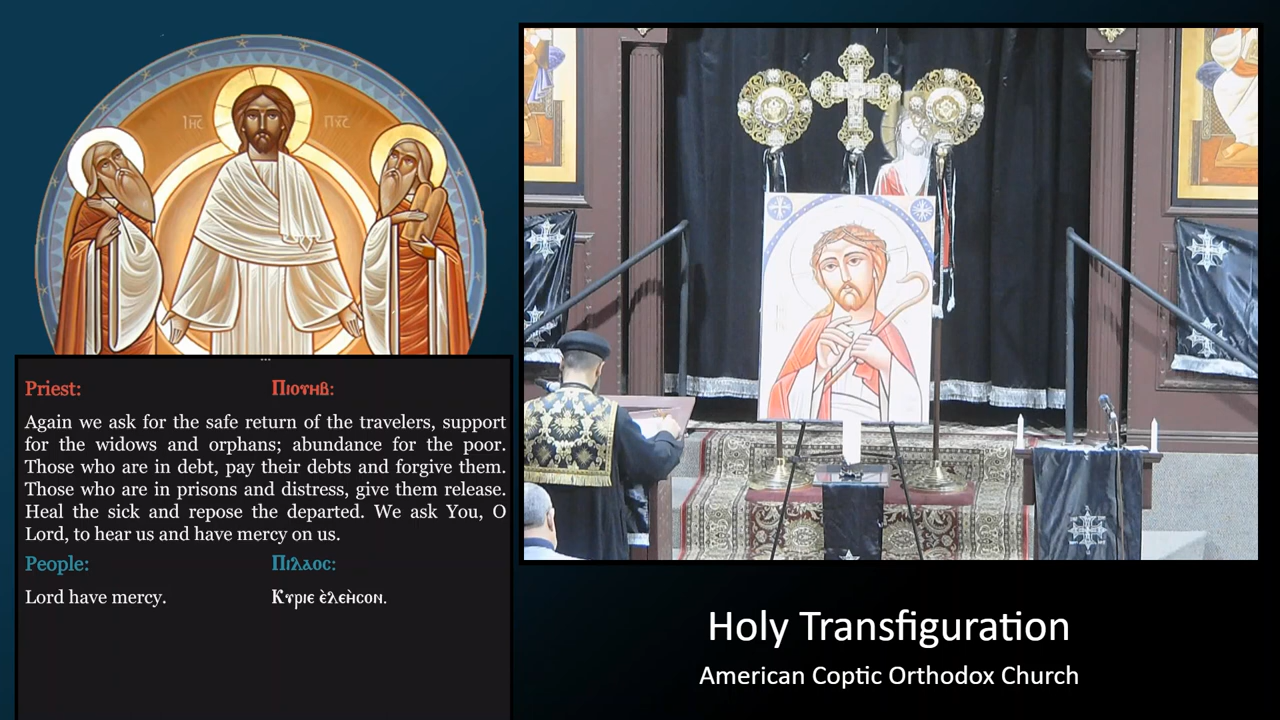 ΙΗΣ ΠΧΣ
...
Priest: Ⲡⲓⲟⲩⲏⲃ:
Again we ask for the safe return of the travelers, support
for the widows and orphans; abundance for the poor.
Those who are in debt, pay their debts and forgive them.
Those who are in prisons and distress, give them release.
Heal the sick and repose the departed. We ask You, O
Lord, to hear us and have mercy on us.
People: Ⲡⲓⲗⲁⲟⲥ:
Lord have mercy. Ⲕⲩⲣⲓⲉ ⲉ̀ⲗⲉⲏ̀ⲥⲟⲛ.
Holy Transfiguration
American Coptic Orthodox Church